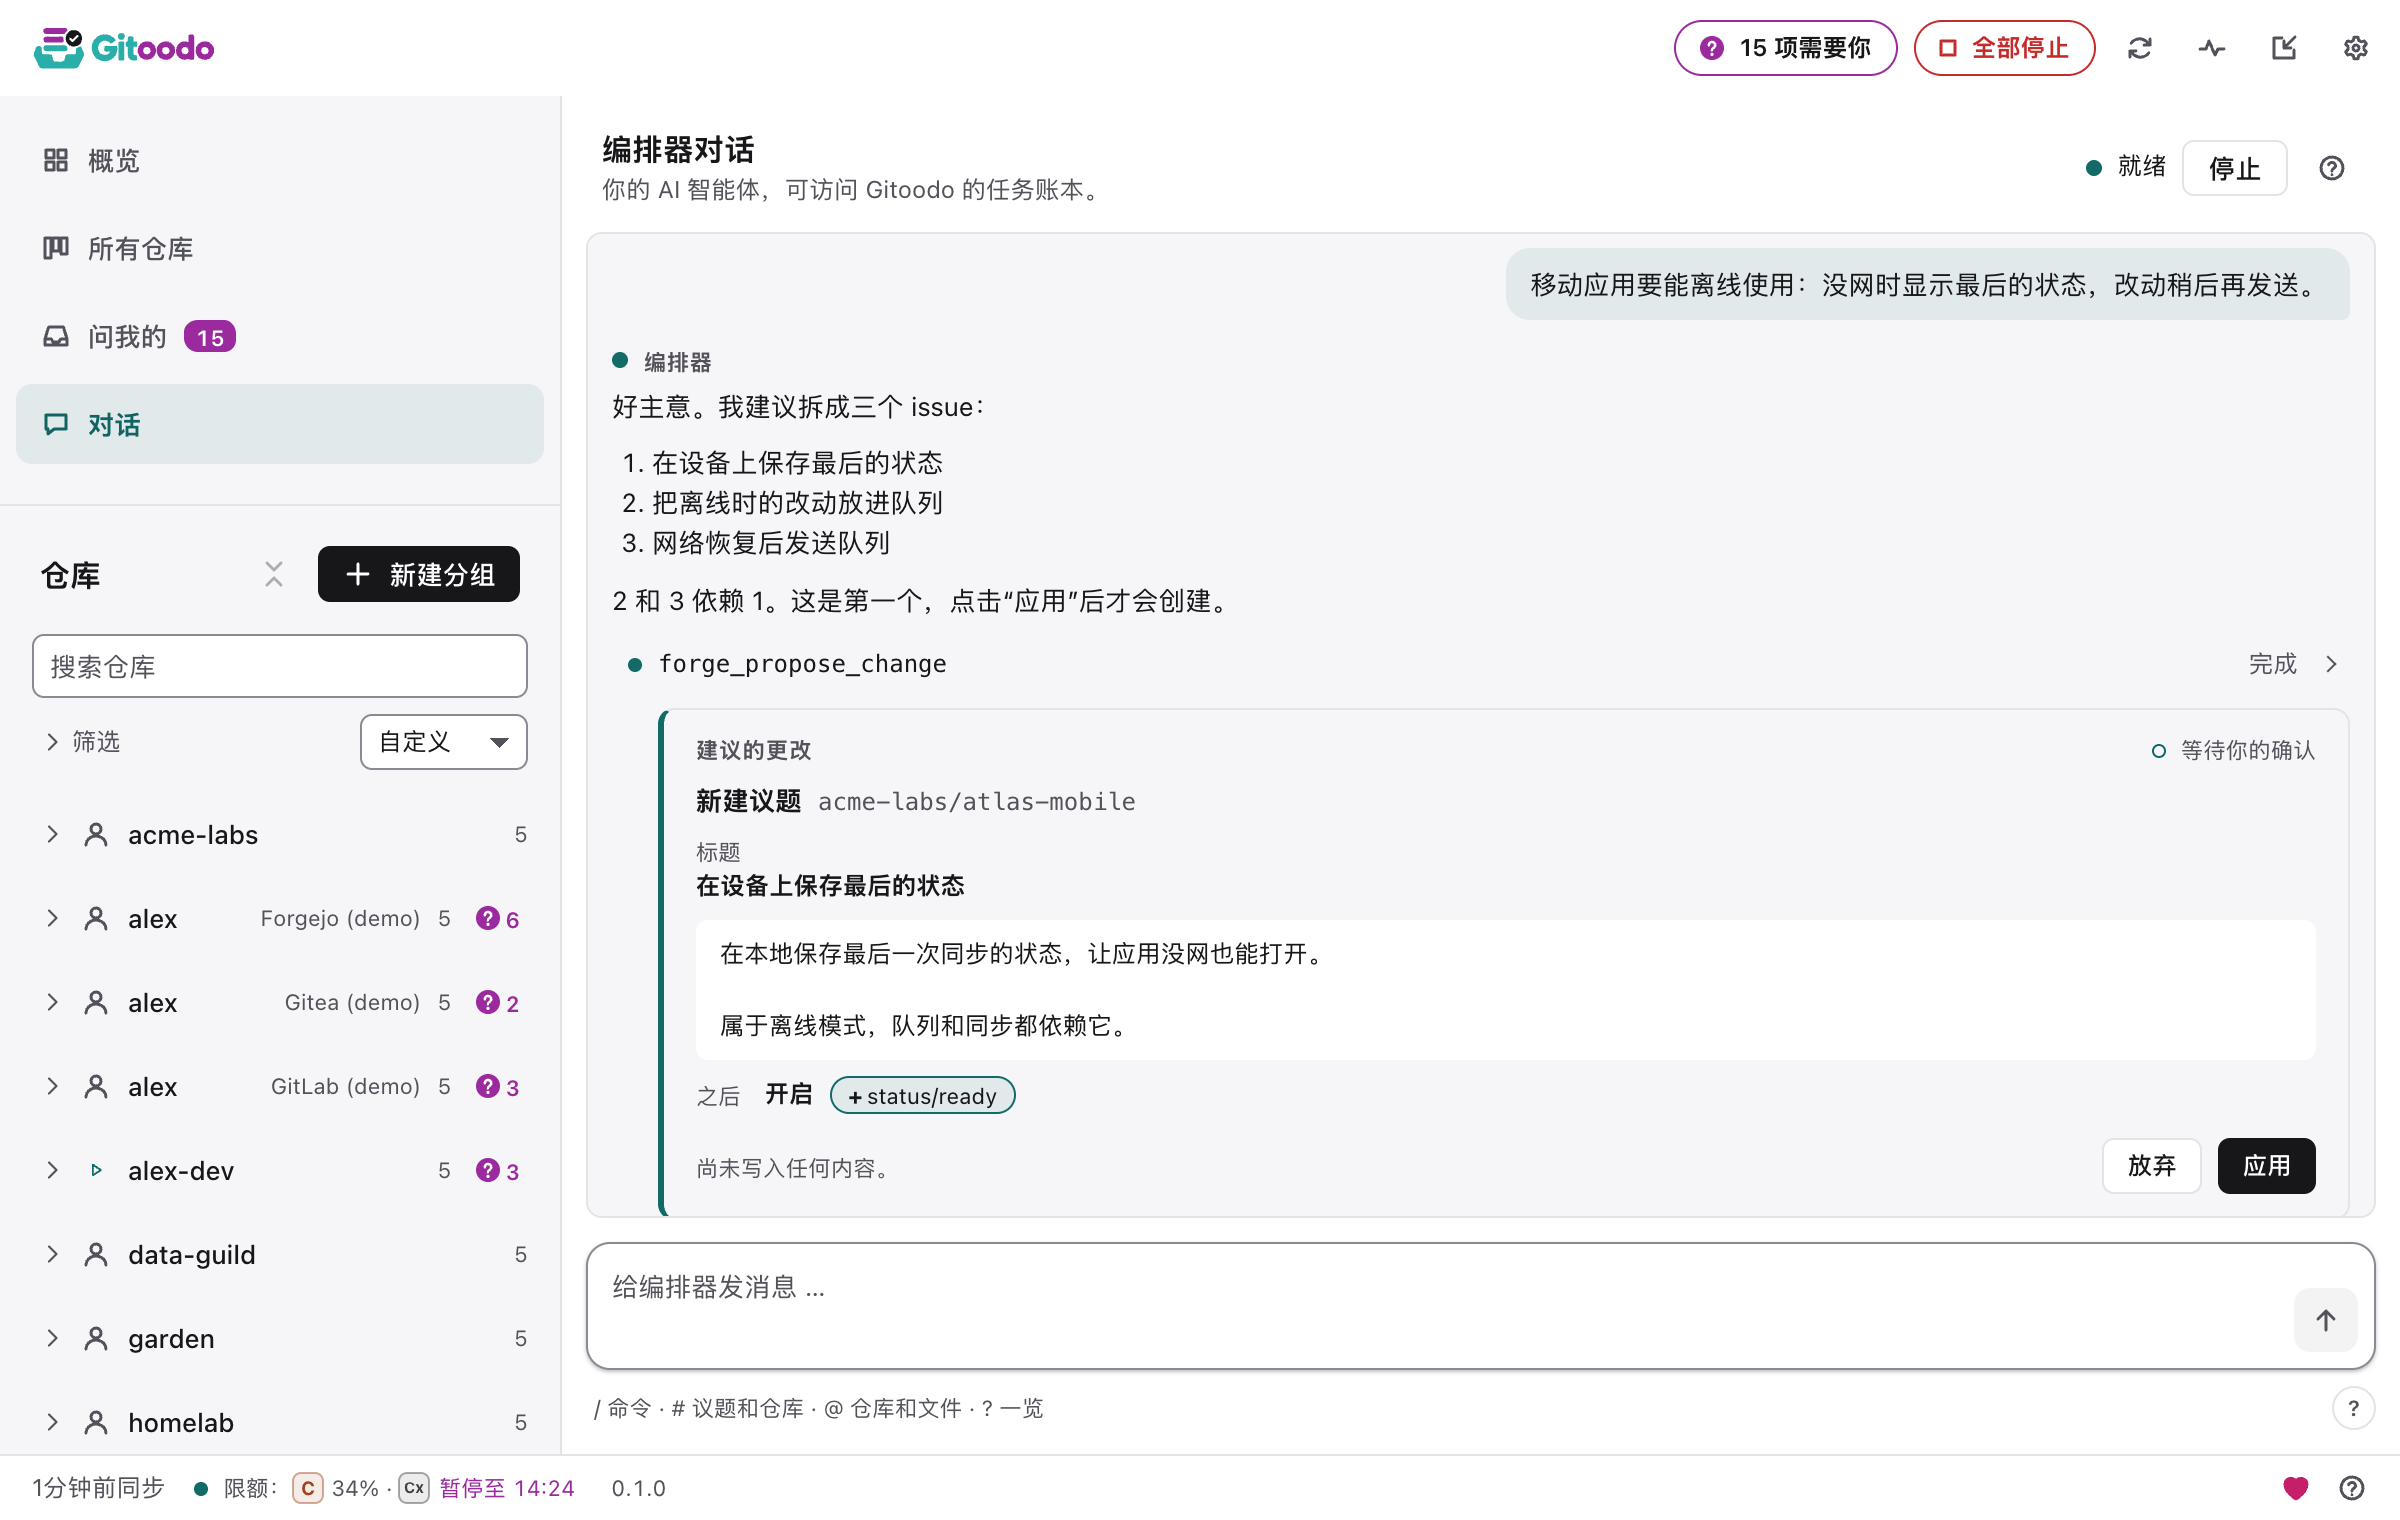 Gitoodo
15 项需要你
全部停止
概览
所有仓库
问我的 15
对话
仓库
新建分组
搜索仓库
筛选
自定义
acme-labs 5
alex Forgejo (demo) 5 ? 6
alex Gitea (demo) 5 ? 2
alex GitLab (demo) 5 ? 3
alex-dev 5 ? 3
data-guild 5
garden 5
homelab 5
编排器对话
你的 AI 智能体，可访问 Gitoodo 的任务账本。
就绪
停止
移动应用要能离线使用：没网时显示最后的状态，改动稍后再发送。
编排器
好主意。我建议拆成三个 issue：
1. 在设备上保存最后的状态
2. 把离线时的改动放进队列
3. 网络恢复后发送队列
2 和 3 依赖 1。这是第一个，点击“应用”后才会创建。
forge_propose_change
完成
建议的更改
等待你的确认
新建议题 acme-labs/atlas-mobile
标题
在设备上保存最后的状态
在本地保存最后一次同步的状态，让应用没网也能打开。
属于离线模式，队列和同步都依赖它。
之后 开启 + status/ready
尚未写入任何内容。
放弃
应用
给编排器发消息 ...
/ 命令 · # 议题和仓库 · @ 仓库和文件 · ? 一览
?
1分钟前同步
限额： C 34% · Cx 暂停至 14:24
0.1.0